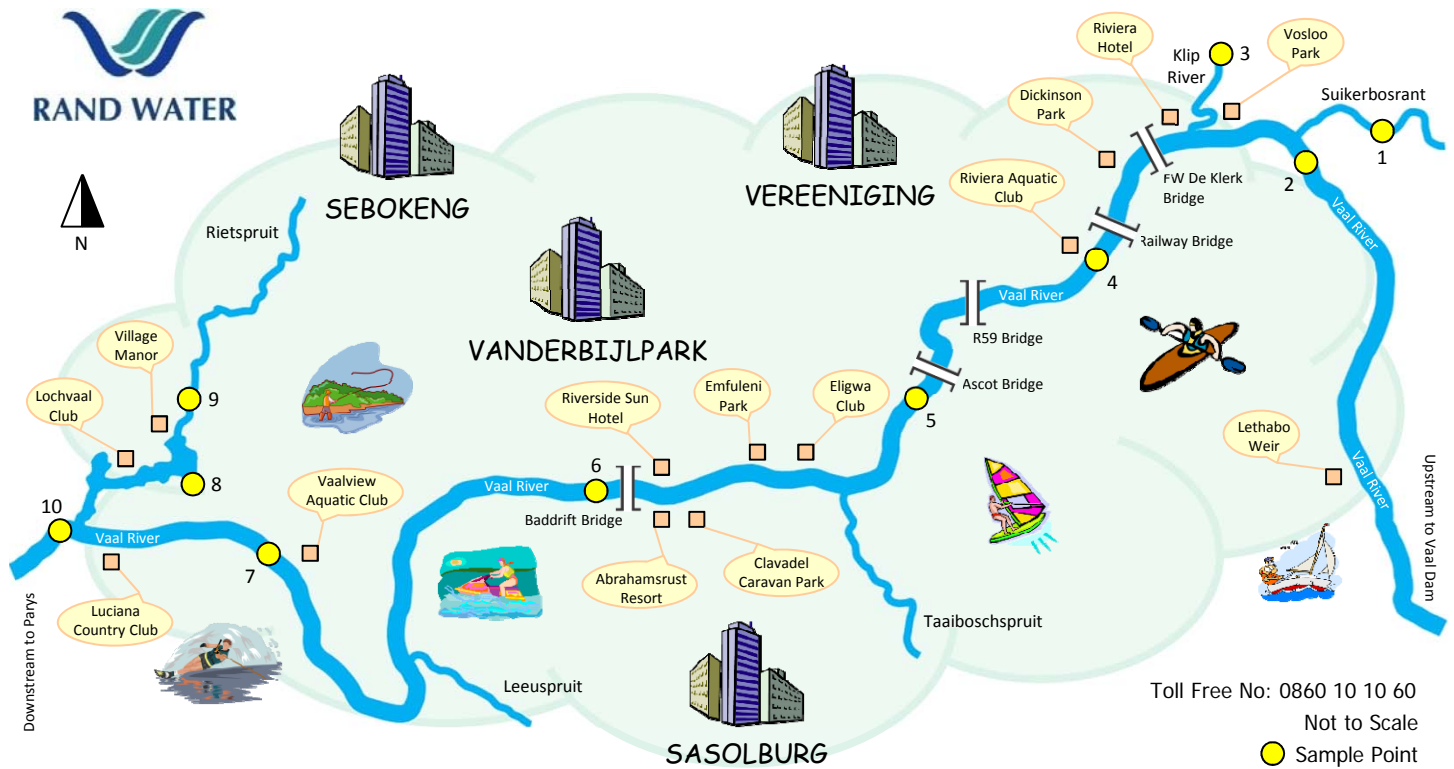 RAND WATER
N
Riviera
Hotel
Klip
River
3
Vosloo
Park
Suikerbosrant
1
Dickinson
Park
2
FW De Klerk
Bridge
Riviera Aquatic
Club
Railway Bridge
4
Vaal River
VEREENIGING
SEBOKENG
Rietspruit
Vaal River
R59 Bridge
VANDERBIJLPARK
Village
Manor
Lochvaal
Club
9
8
10
Riverside Sun
Hotel
Emfuleni
Park
Eligwa
Club
Ascot Bridge
5
Lethabo
Weir
Vaal River
Upstream to Vaal Dam
Vaalview
Aquatic Club
6
Vaal River
Baddrift Bridge
Vaal River
7
Luciana
Country Club
Abrahamsrust
Resort
Clavadel
Caravan Park
Taaiboschspruit
Leeuspruit
Downstream to Parys
SASOLBURG
Toll Free No: 0860 10 10 60
Not to Scale
Sample Point